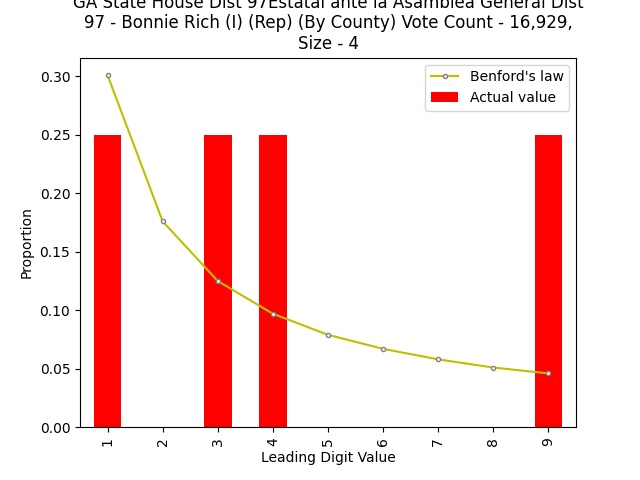 GA State House Dist 97Estatal ante la Asamblea General Dist
97 - Bonnie Rich (I) (Rep) (By County) Vote Count - 16,929,
Size - 4
Benford's law
Actual value
0.30
0.25
0.20
0.15
0.10
0.05
0.00
Proportion
1
2
3
4
5
6
7
8
9
Leading Digit Value